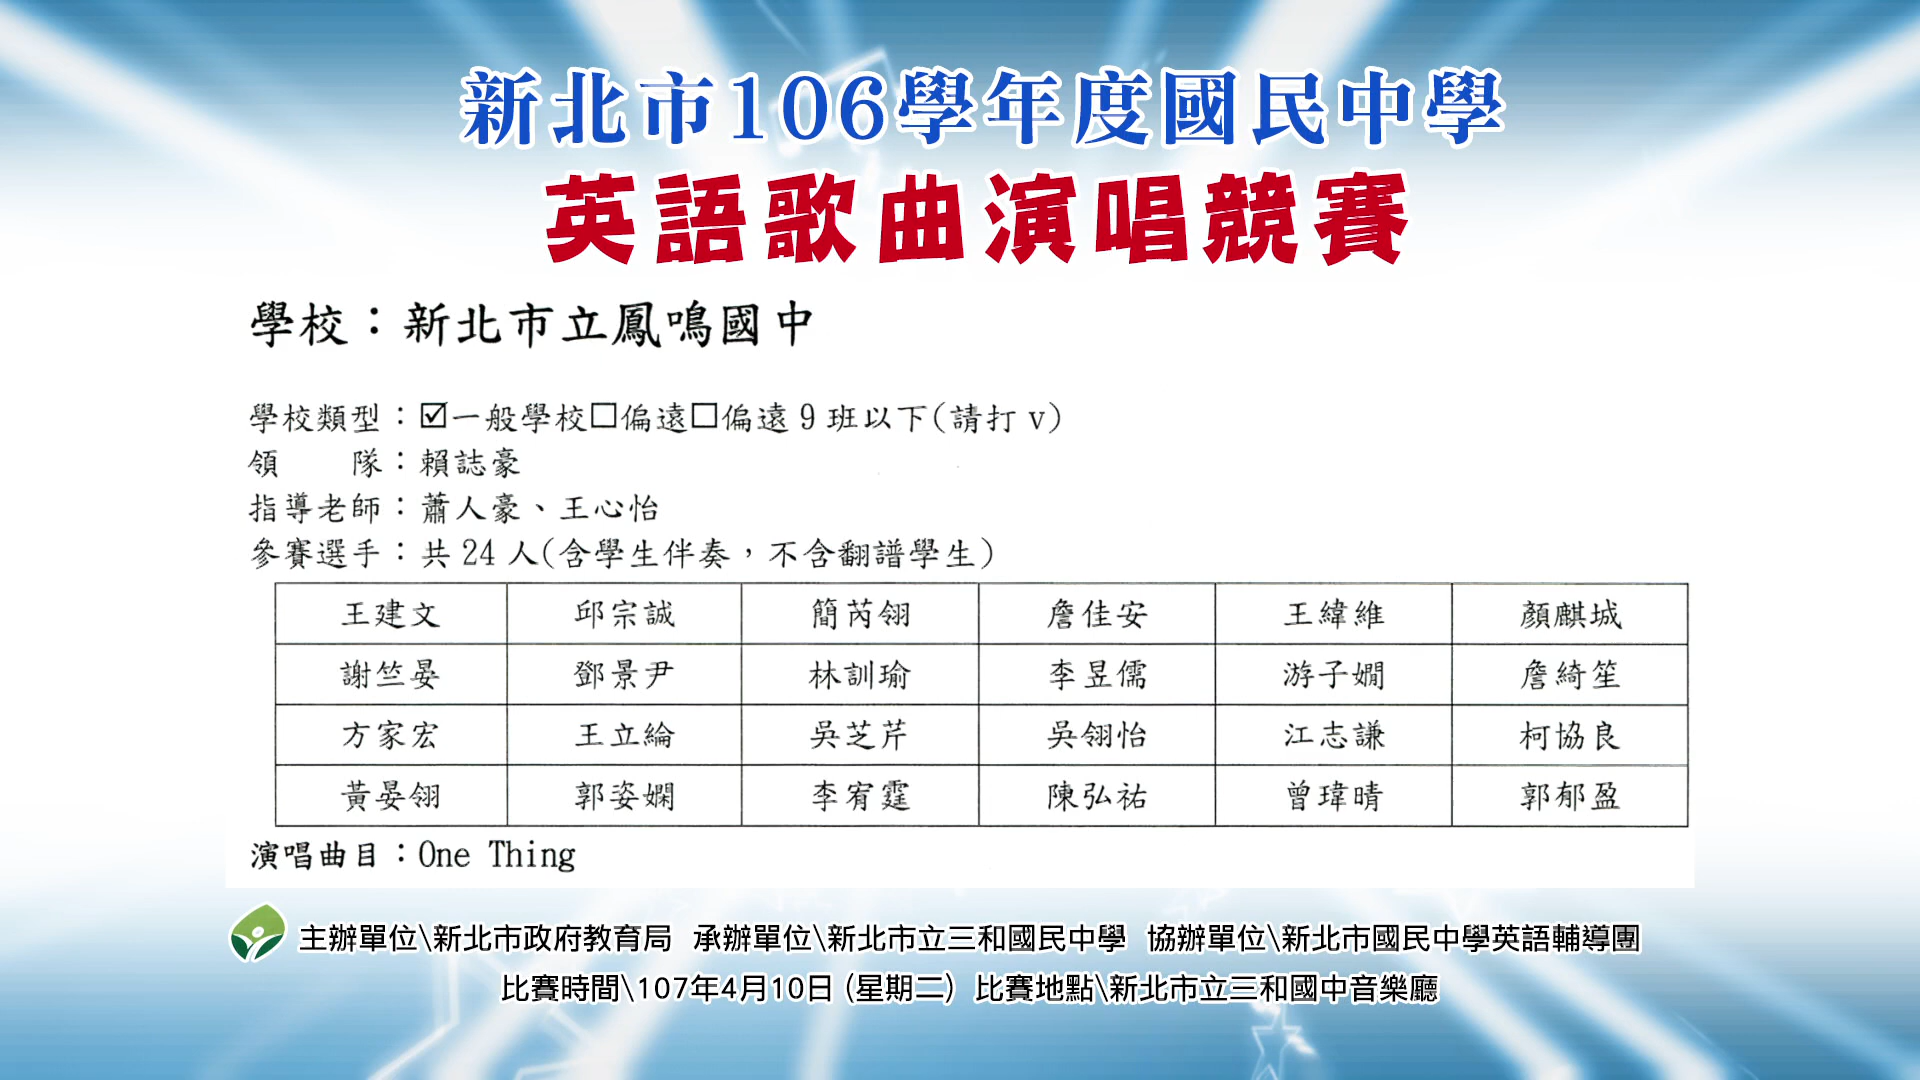 新北市106學年度國民中學
英語歌曲演唱競賽
學校：新北市立鳳鳴國中
學校類型：☑一般學校□偏遠□偏遠 9 班以下(請打 v)
領　　隊：賴誌豪
指導老師：蕭人豪、王心怡
參賽選手：共 24 人(含學生伴奏，不含翻譜學生)
王建文 邱宗誠 簡芮翎 詹佳安 王緯維 顏麒城
謝竺晏 鄧景尹 林訓瑜 李昱儒 游子嫺 詹綺笙
方家宏 王立綸 吳芝芹 吳翎怡 江志謙 柯協良
黃晏翎 郭姿嫻 李宥霆 陳弘祐 曾瑋晴 郭郁盈
演唱曲目：One Thing
主辦單位\新北市政府教育局 承辦單位\新北市立三和國民中學 協辦單位\新北市國民中學英語輔導團
比賽時間\107年4月10日 (星期二) 比賽地點\新北市立三和國中音樂廳